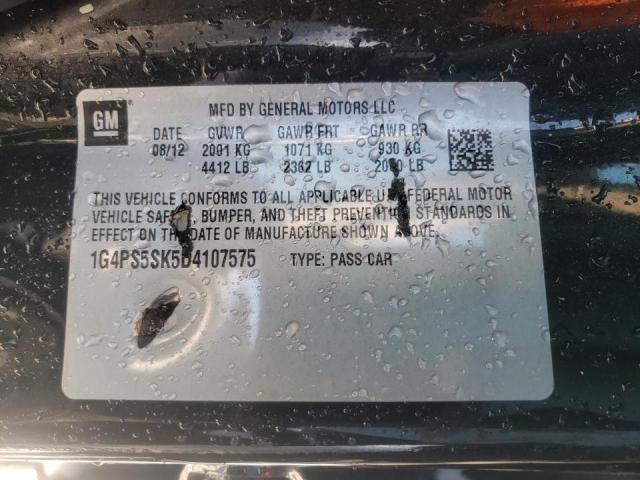 GM
MFD BY GENERAL MOTORS LLC
DATE GVWR GAWR FRT GAWR RR
08/12 2001 KG 1071 KG 930 KG
4412 LB 2362 LB LB
THIS VEHICLE CONFORMS TO ALL APPLICABLE FEDERAL MOTOR
VEHICLE BUMPER, AND THEFT PREVENTION STANDARDS IN
EFFECT ON THE DATE OF MANUFACTURE SHOWN ABOVE.
1G4PS5SK5D4107575 TYPE: PASS CAR